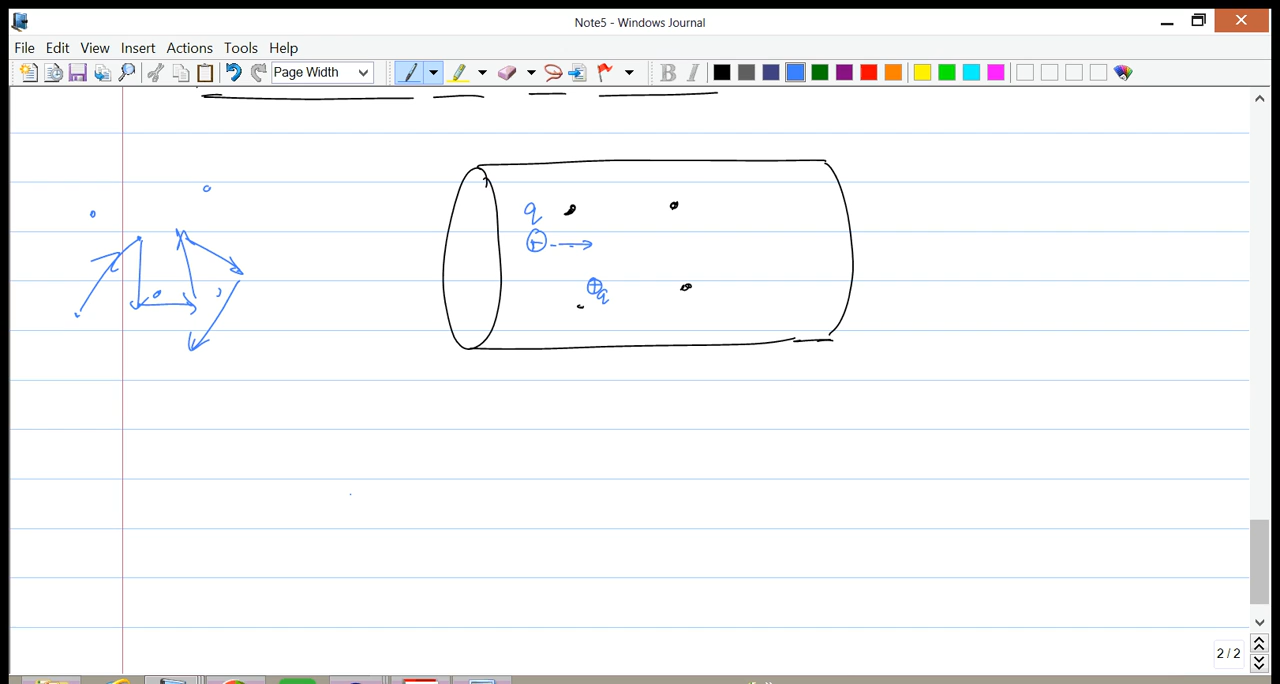 Note5 - Windows Journal
File Edit View Insert Actions Tools Help
Page Width
B I
q
+
+
q
2 / 2